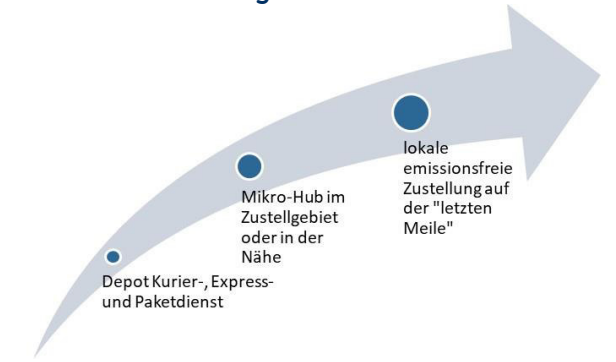 Depot Kurier-, Express-
und Paketdienst
Mikro-Hub im
Zustellgebiet
oder in der
Nähe
lokale
emissionsfreie
Zustellung auf
der "letzten
Meile"